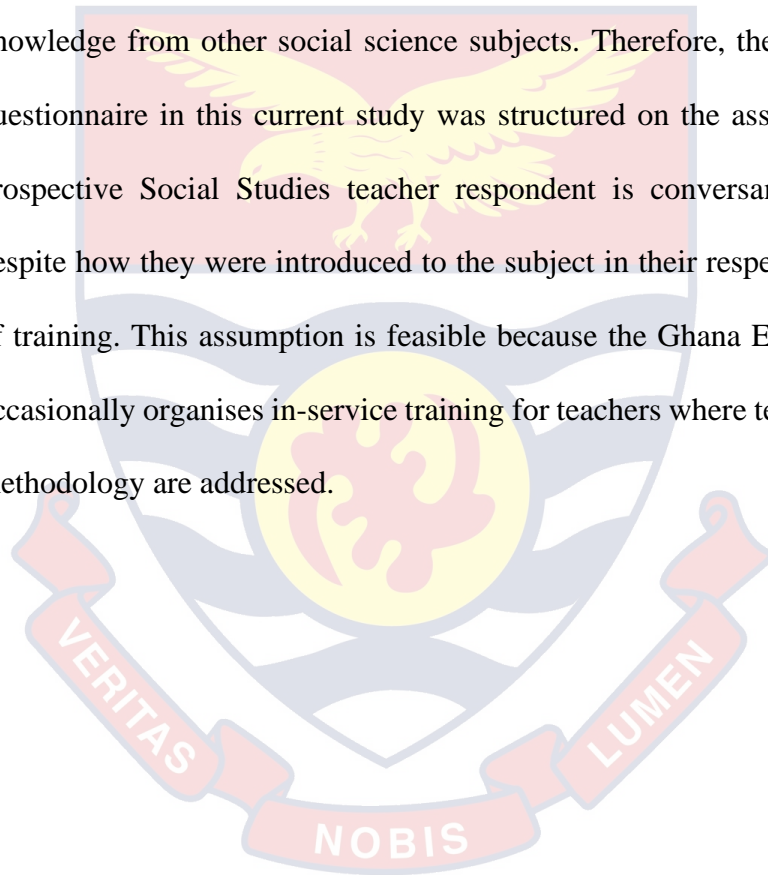 nowledge from other social science subjects. Therefore, the
uestionnaire in this current study was structured on the ass
rospective Social Studies teacher respondent is conversan
espite how they were introduced to the subject in their respe
f training. This assumption is feasible because the Ghana E
ccasionally organises in-service training for teachers where te
ethodology are addressed.
VERITAS
NOBIS
LUMEN